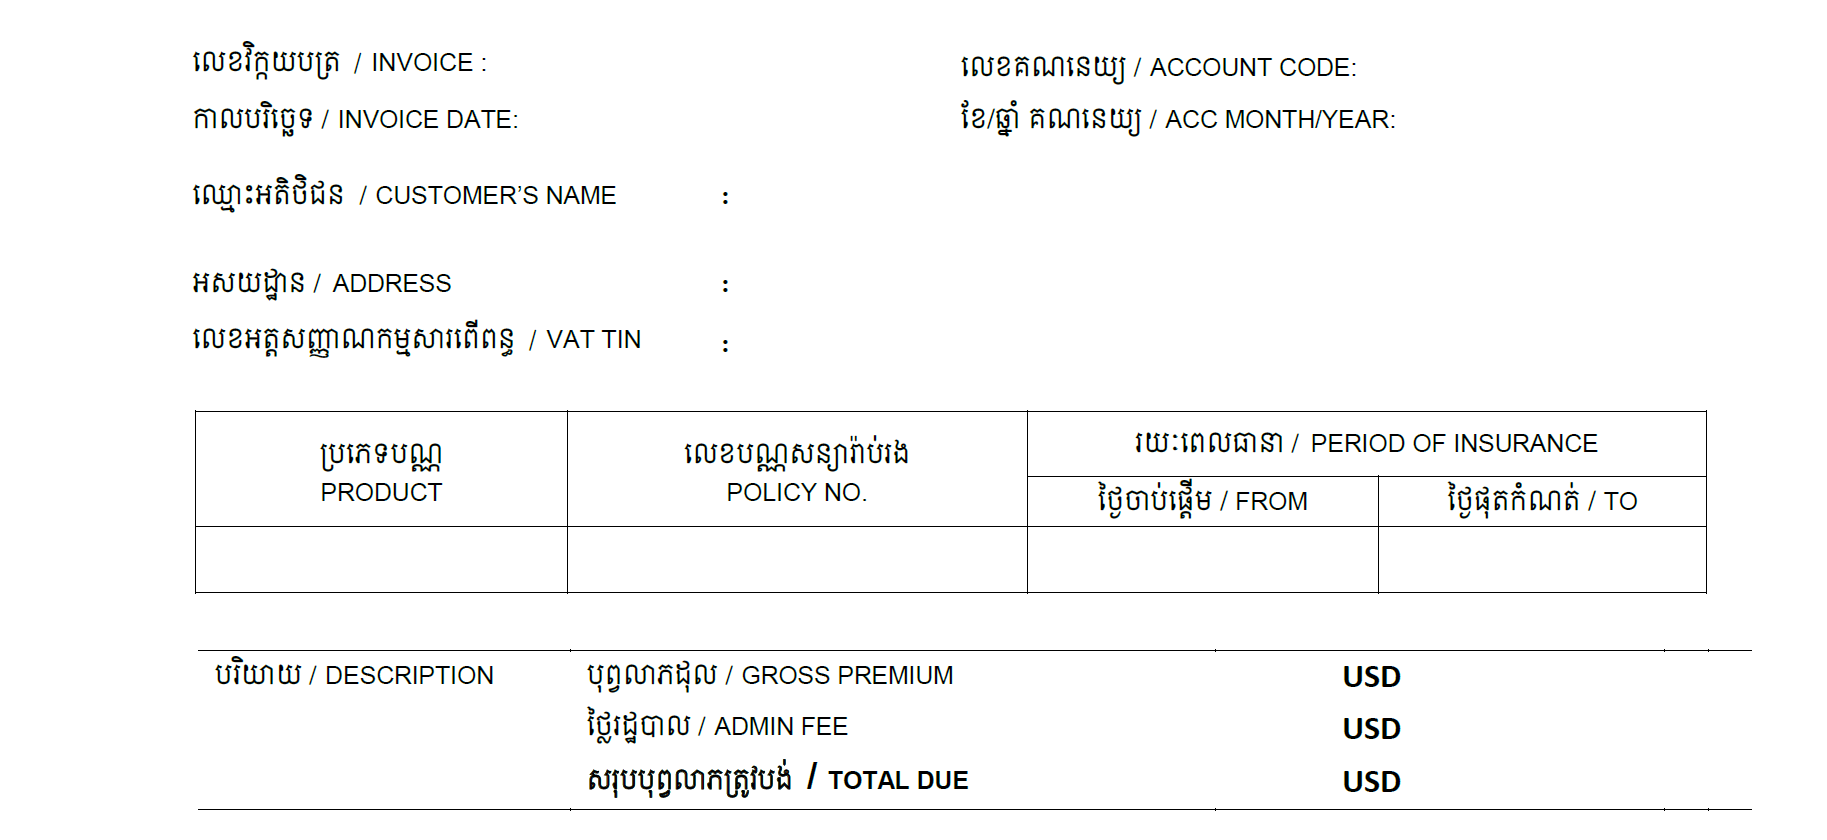 លេខវិក្កយបត្រ / INVOICE :
លេខគណនេយ្យ / ACCOUNT CODE:
កាលបរិច្ឆេទ / INVOICE DATE:
ខែ/ឆ្នាំ គណនេយ្យ / ACC MONTH/YEAR:
ឈ្មោះអតិថិជន / CUSTOMER’S NAME :
អសយដ្ឋាន / ADDRESS :
លេខអត្តសញ្ញាណកម្មសារពើពន្ធ / VAT TIN :
ប្រភេទបណ្ណ
PRODUCT
លេខបណ្ណសន្យារ៉ាប់រង
POLICY NO.
រយៈពេលធានា / PERIOD OF INSURANCE
ថ្ងៃចាប់ផ្តើម / FROM
ថ្ងៃផុតកំណត់ / TO
បរិយាយ / DESCRIPTION
បុព្វលាភដុល / GROSS PREMIUM USD
ថ្លៃរដ្ឋបាល / ADMIN FEE USD
សរុបបុព្វលាភត្រូវបង់ / TOTAL DUE USD